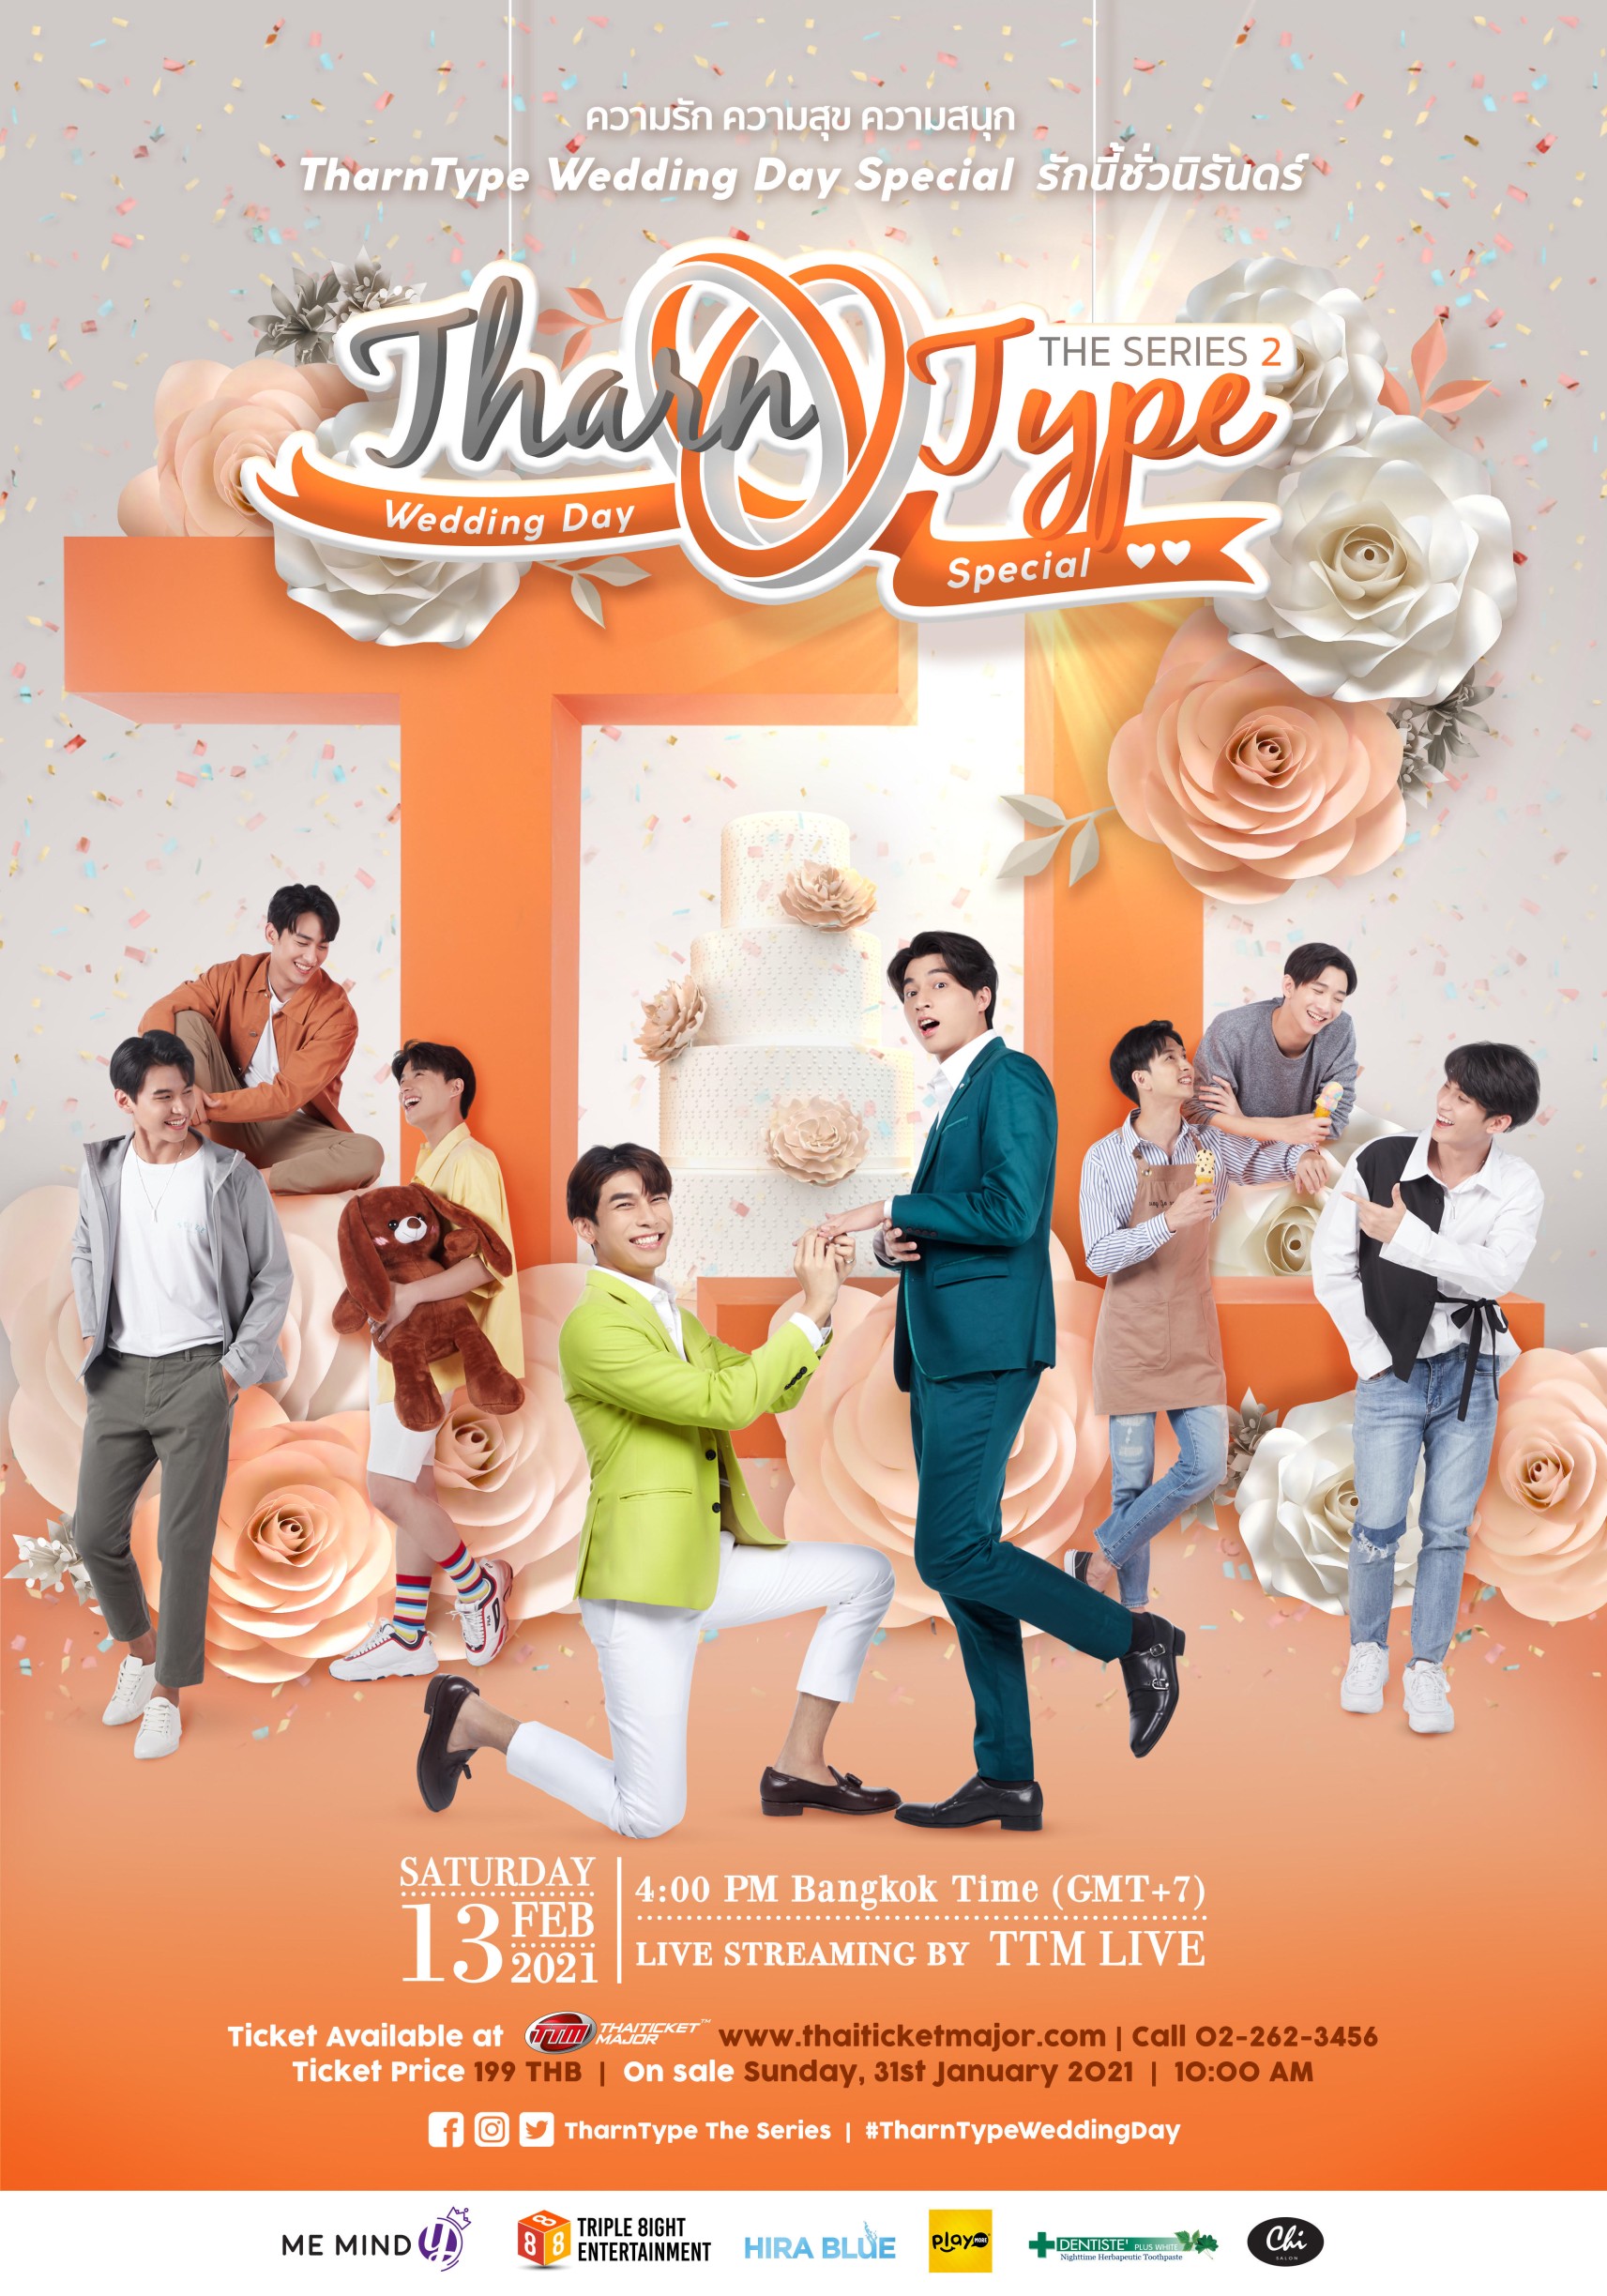 ความรัก ความสุข ความสนุก
TharnType Wedding Day Special รักนี้ชั่วนิรันดร์
Tharn Type
THE SERIES 2
Wedding Day
Special
SATURDAY
13 FEB 2021
4:00 PM Bangkok Time (GMT+7)
LIVE STREAMING BY TTM LIVE
Ticket Available at TTM THAITICKET MAJOR™ www.thaiticketmajor.com | Call 02-262-3456
Ticket Price 199 THB | On sale Sunday, 31st January 2021 | 10:00 AM
TharnType The Series | #TharnTypeWeddingDay
ME MIND Y
888 TRIPLE 8IGHT ENTERTAINMENT
HIRA BLUE
play MORE
DENTISTE' PLUS WHITE
Nighttime Herbapeutic Toothpaste
Chi
SALON